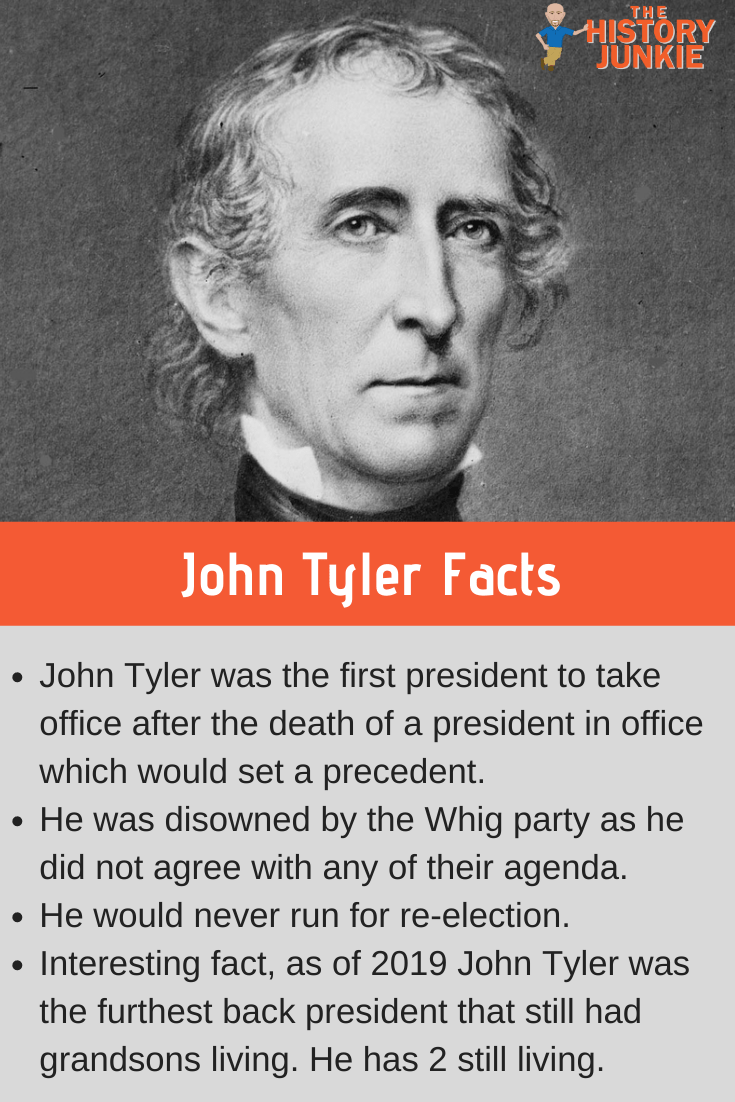 THE
HISTORY
JUNKIE
John Tyler Facts
• John Tyler was the first president to take
office after the death of a president in office
which would set a precedent.
• He was disowned by the Whig party as he
did not agree with any of their agenda.
• He would never run for re-election.
• Interesting fact, as of 2019 John Tyler was
the furthest back president that still had
grandsons living. He has 2 still living.